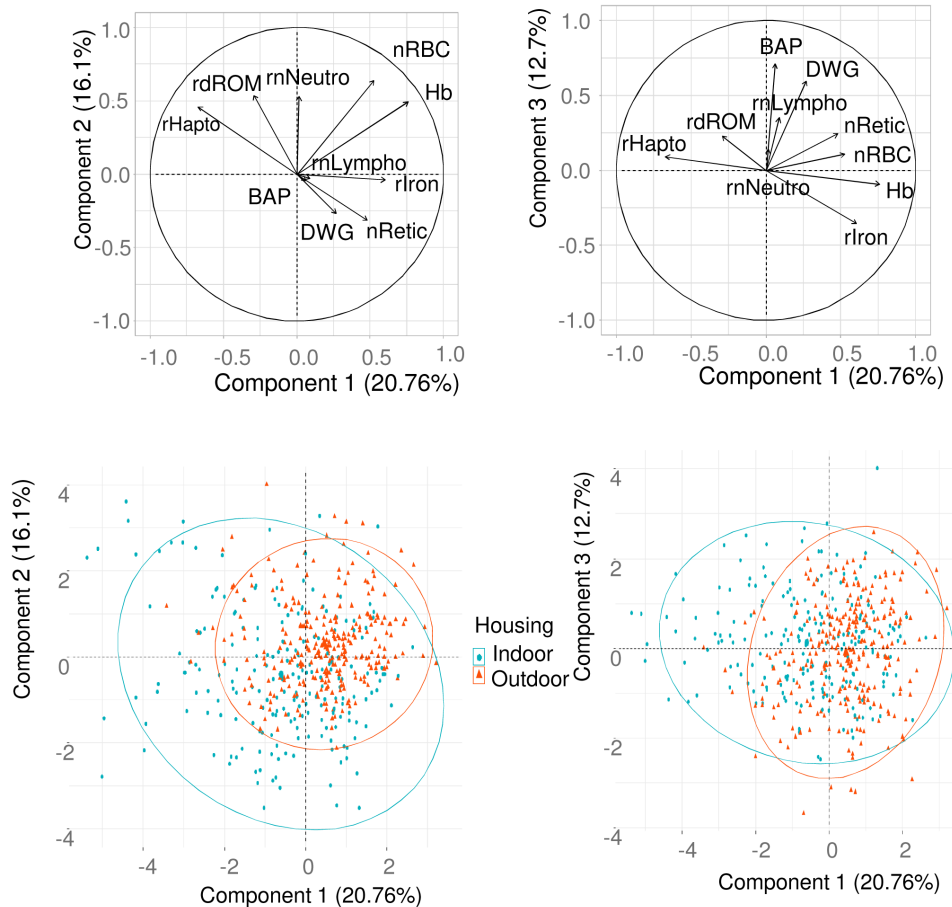 Component 2 (16.1%)
1.0
0.5
0.0
-0.5
-1.0
nRBC
rnNeutro
rdROM
Hb
rHapto
rnLympho
rIron
BAP
DWG
nRetic
-1.0
-0.5
0.0
0.5
1.0
Component 1 (20.76%)
Component 3 (12.7%)
1.0
0.5
0.0
-0.5
-1.0
BAP
DWG
rnLympho
rdROM
nRetic
rHapto
nRBC
rnNeutro
Hb
rIron
-1.0
-0.5
0.0
0.5
1.0
Component 1 (20.76%)
Component 2 (16.1%)
4
2
0
-2
-4
-4
-2
0
2
Component 1 (20.76%)
Housing
Indoor
Outdoor
Component 3 (12.7%)
4
2
0
-2
-4
-4
-2
0
2
Component 1 (20.76%)